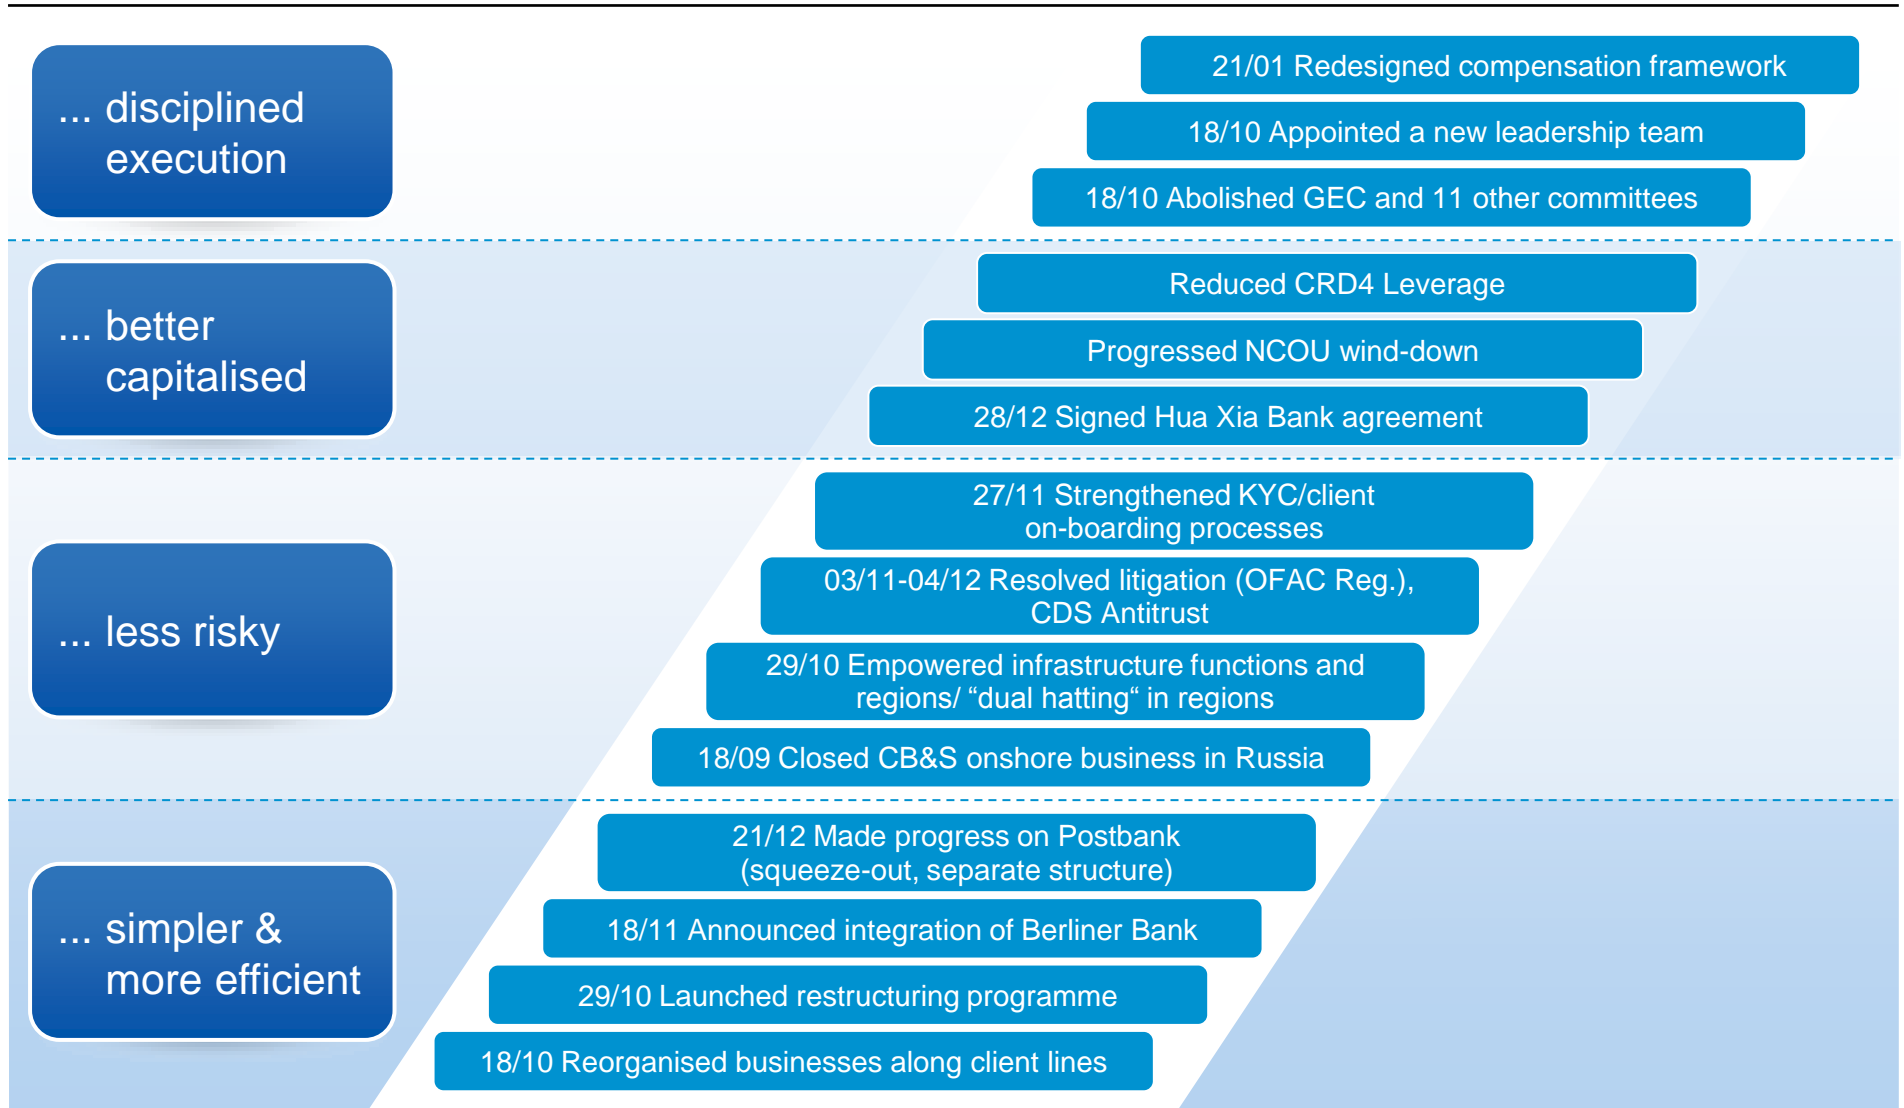 ... disciplined
execution
21/01 Redesigned compensation framework
18/10 Appointed a new leadership team
18/10 Abolished GEC and 11 other committees
... better
capitalised
Reduced CRD4 Leverage
Progressed NCOU wind-down
28/12 Signed Hua Xia Bank agreement
... less risky
27/11 Strengthened KYC/client
on-boarding processes
03/11-04/12 Resolved litigation (OFAC Reg.),
CDS Antitrust
29/10 Empowered infrastructure functions and
regions/ “dual hatting“ in regions
18/09 Closed CB&S onshore business in Russia
... simpler &
more efficient
21/12 Made progress on Postbank
(squeeze-out, separate structure)
18/11 Announced integration of Berliner Bank
29/10 Launched restructuring programme
18/10 Reorganised businesses along client lines